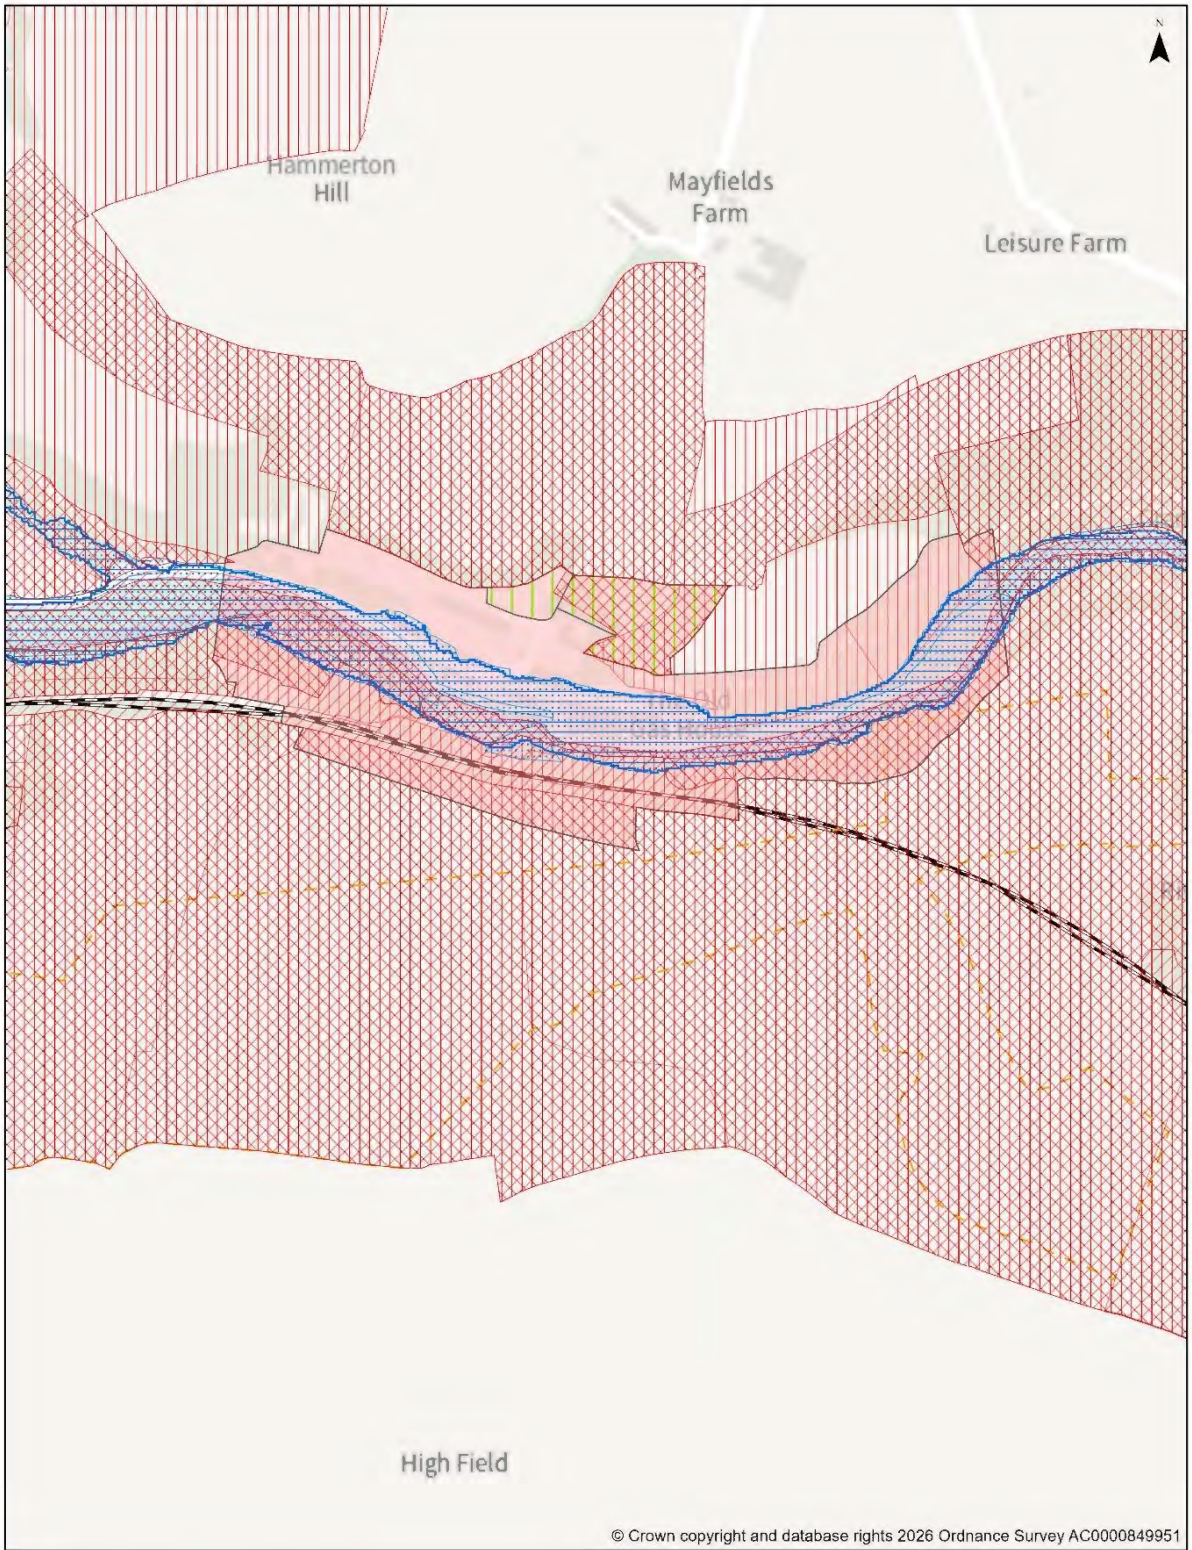 N
Hammerton
Hill
Mayfields
Farm
Leisure Farm
High Field
© Crown copyright and database rights 2026 Ordnance Survey AC0000849951